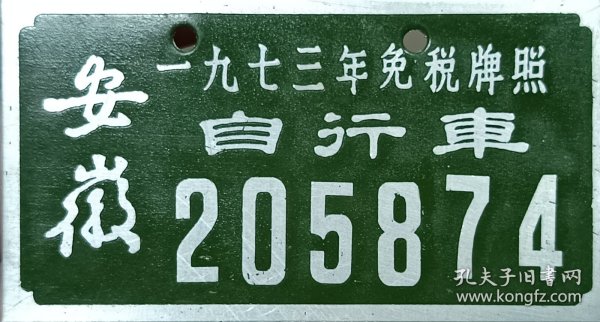 安徽
一九七三年免税牌照
自行車
205874
孔夫子旧書网
www.kongfz.com